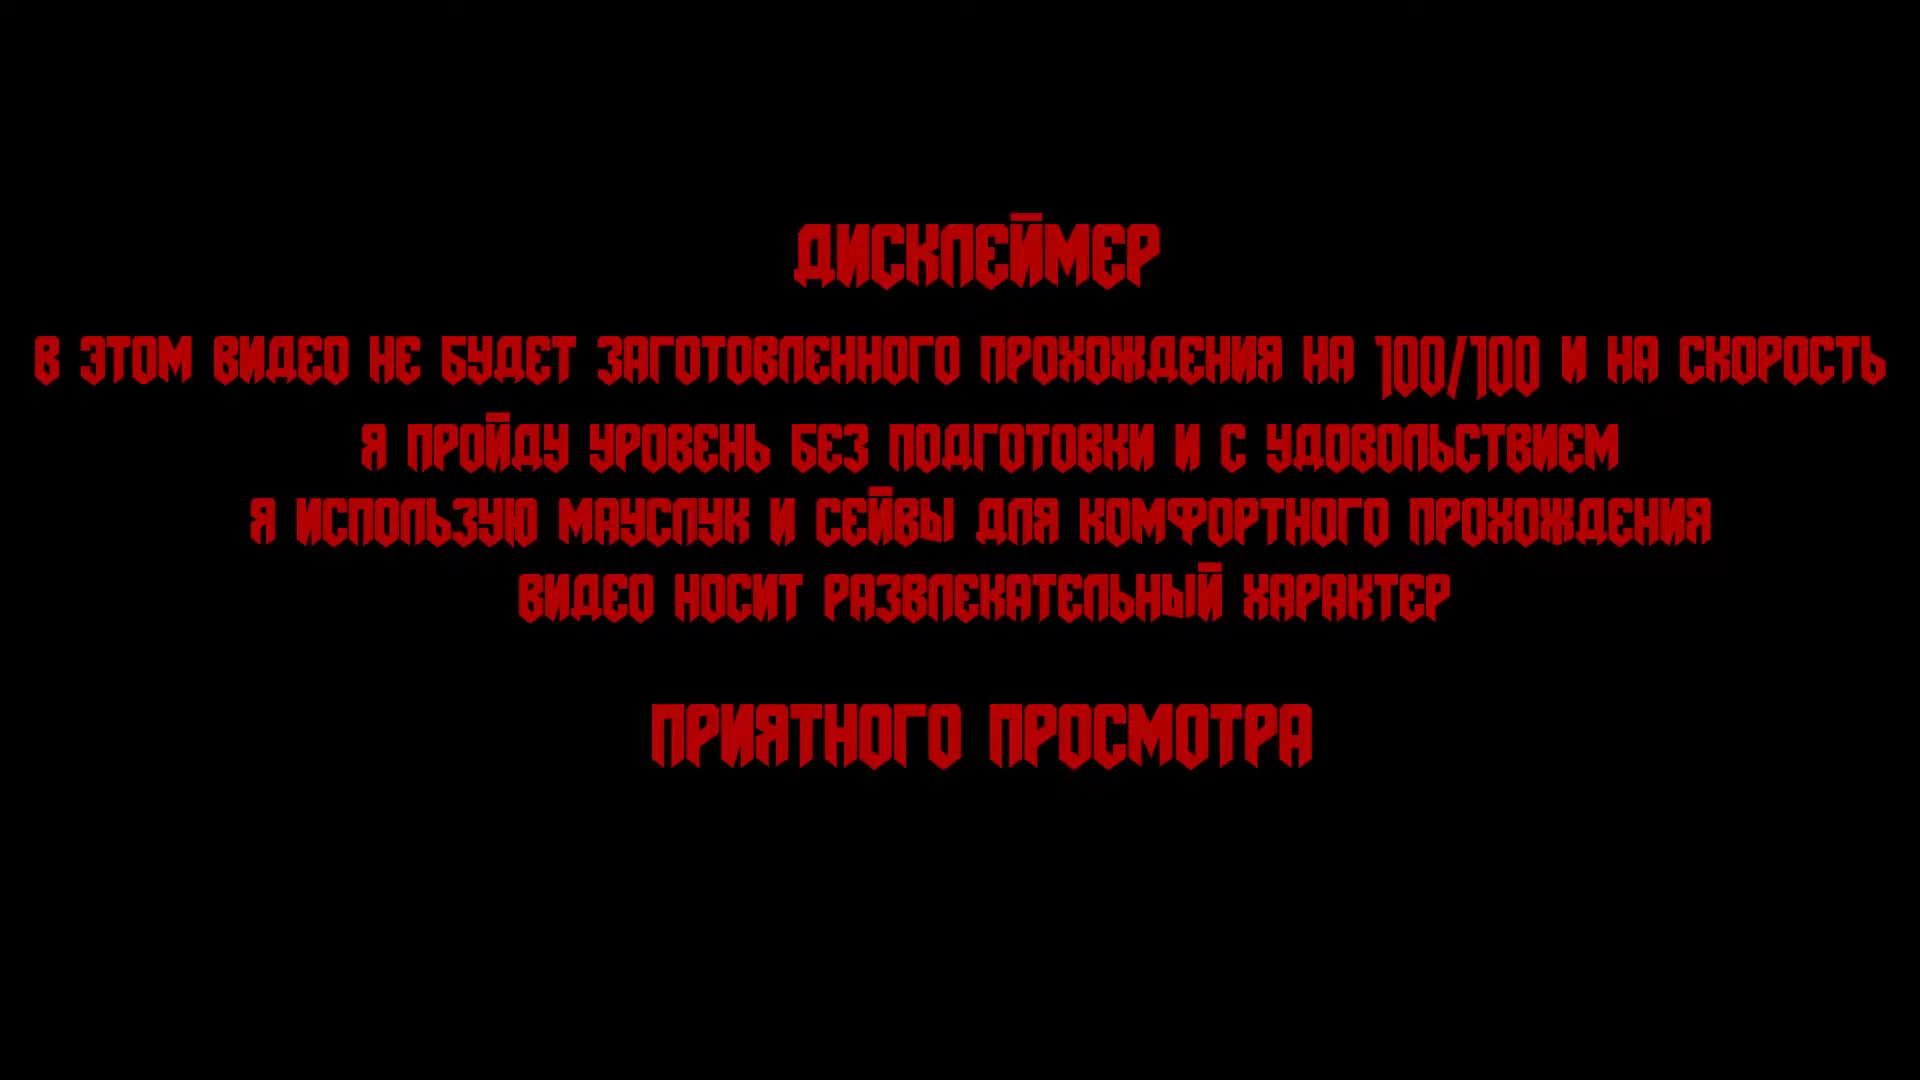 ДИСКЛЕЙМЕР
В ЭТОМ ВИДЕО НЕ БУДЕТ ЗАГОТОВЛЕННОГО ПРОХОЖДЕНИЯ НА 100/100 И НА СКОРОСТЬ
Я ПРОЙДУ УРОВЕНЬ БЕЗ ПОДГОТОВКИ И С УДОВОЛЬСТВИЕМ
Я ИСПОЛЬЗУЮ МАУСЛУК И СЕЙВЫ ДЛЯ КОМФОРТНОГО ПРОХОЖДЕНИЯ
ВИДЕО НОСИТ РАЗВЛЕКАТЕЛЬНЫЙ ХАРАКТЕР
ПРИЯТНОГО ПРОСМОТРА